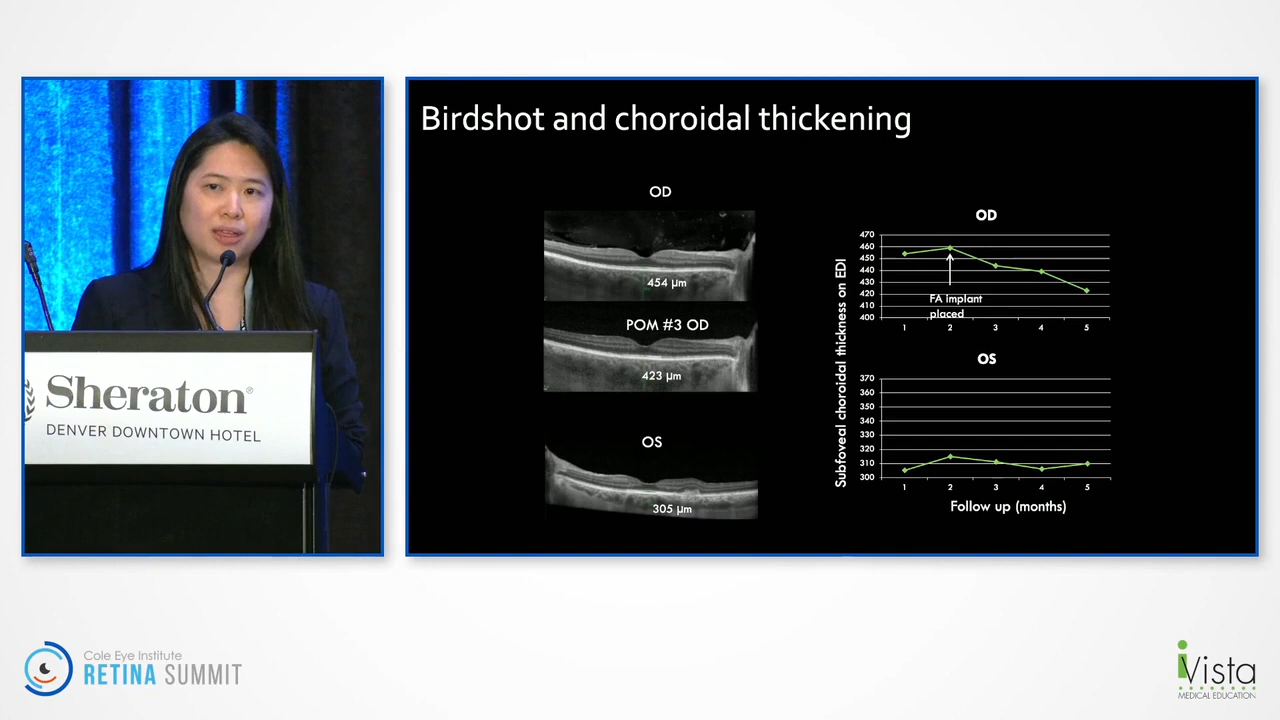 Birdshot and choroidal thickening
OD
454 µm
POM #3 OD
423 µm
OS
305 µm
OD
Subfoveal choroidal thickness on EDI
470
460
450
440
430
420
410
400
FA implant
placed
1 2 3 4 5
OS
370
360
350
340
330
320
310
300
1 2 3 4 5
Follow up (months)
Sheraton®
DENVER DOWNTOWN HOTEL
Cole Eye Institute
RETINA SUMMIT
iVista
MEDICAL EDUCATION